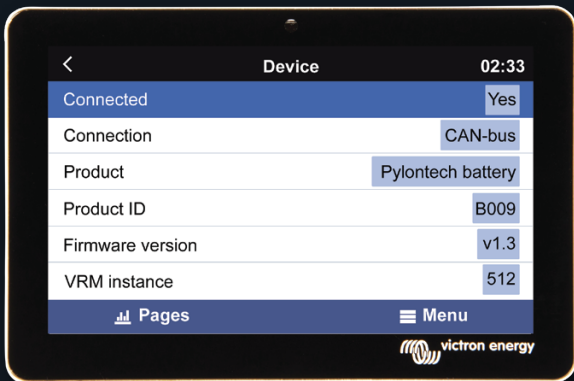 Device 02:33
Connected Yes
Connection CAN-bus
Product Pylontech battery
Product ID B009
Firmware version v1.3
VRM instance 512
Pages Menu
victron energy